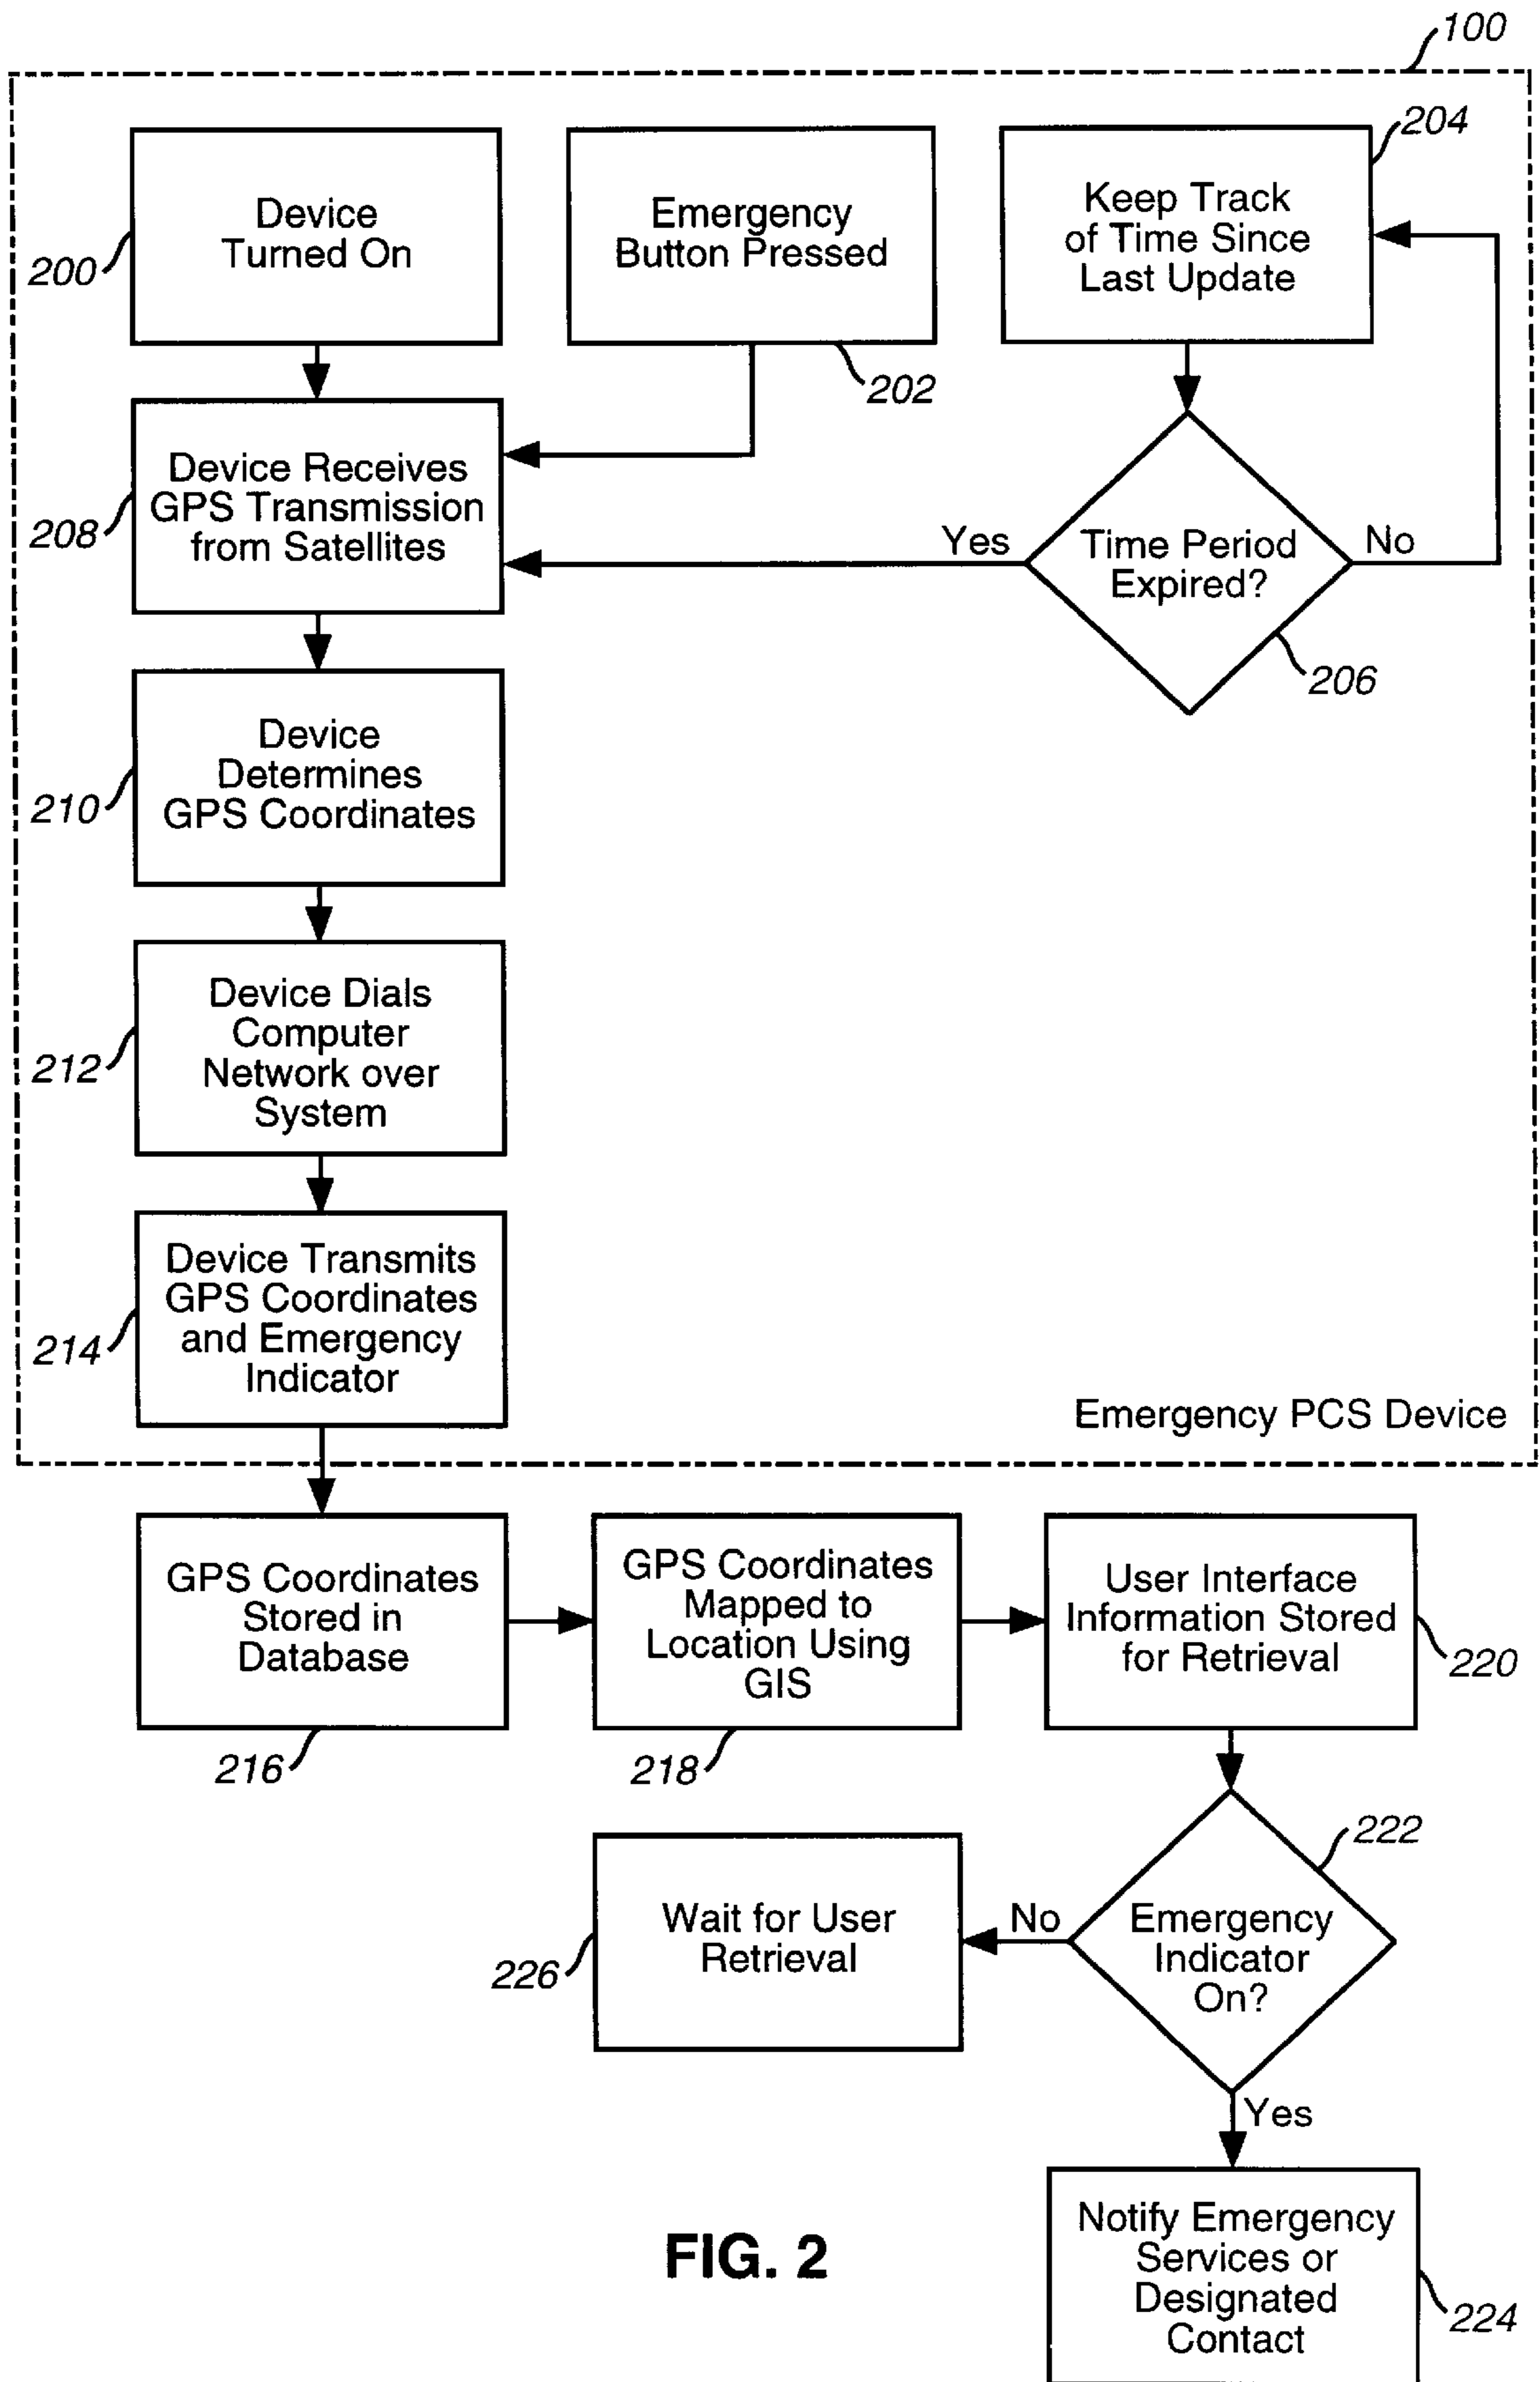 100
Device
Turned On
200
Emergency
Button Pressed
202
Keep Track
of Time Since
Last Update
204
Device Receives
GPS Transmission
from Satellites
208
Yes
Time Period
Expired?
No
206
Device
Determines
GPS Coordinates
210
Device Dials
Computer
Network over
System
212
Device Transmits
GPS Coordinates
and Emergency
Indicator
214
Emergency PCS Device
GPS Coordinates
Stored in
Database
216
GPS Coordinates
Mapped to
Location Using
GIS
218
User Interface
Information Stored
for Retrieval
220
222
Emergency
Indicator
On?
No
Wait for User
Retrieval
226
Yes
Notify Emergency
Services or
Designated
Contact
224
FIG. 2